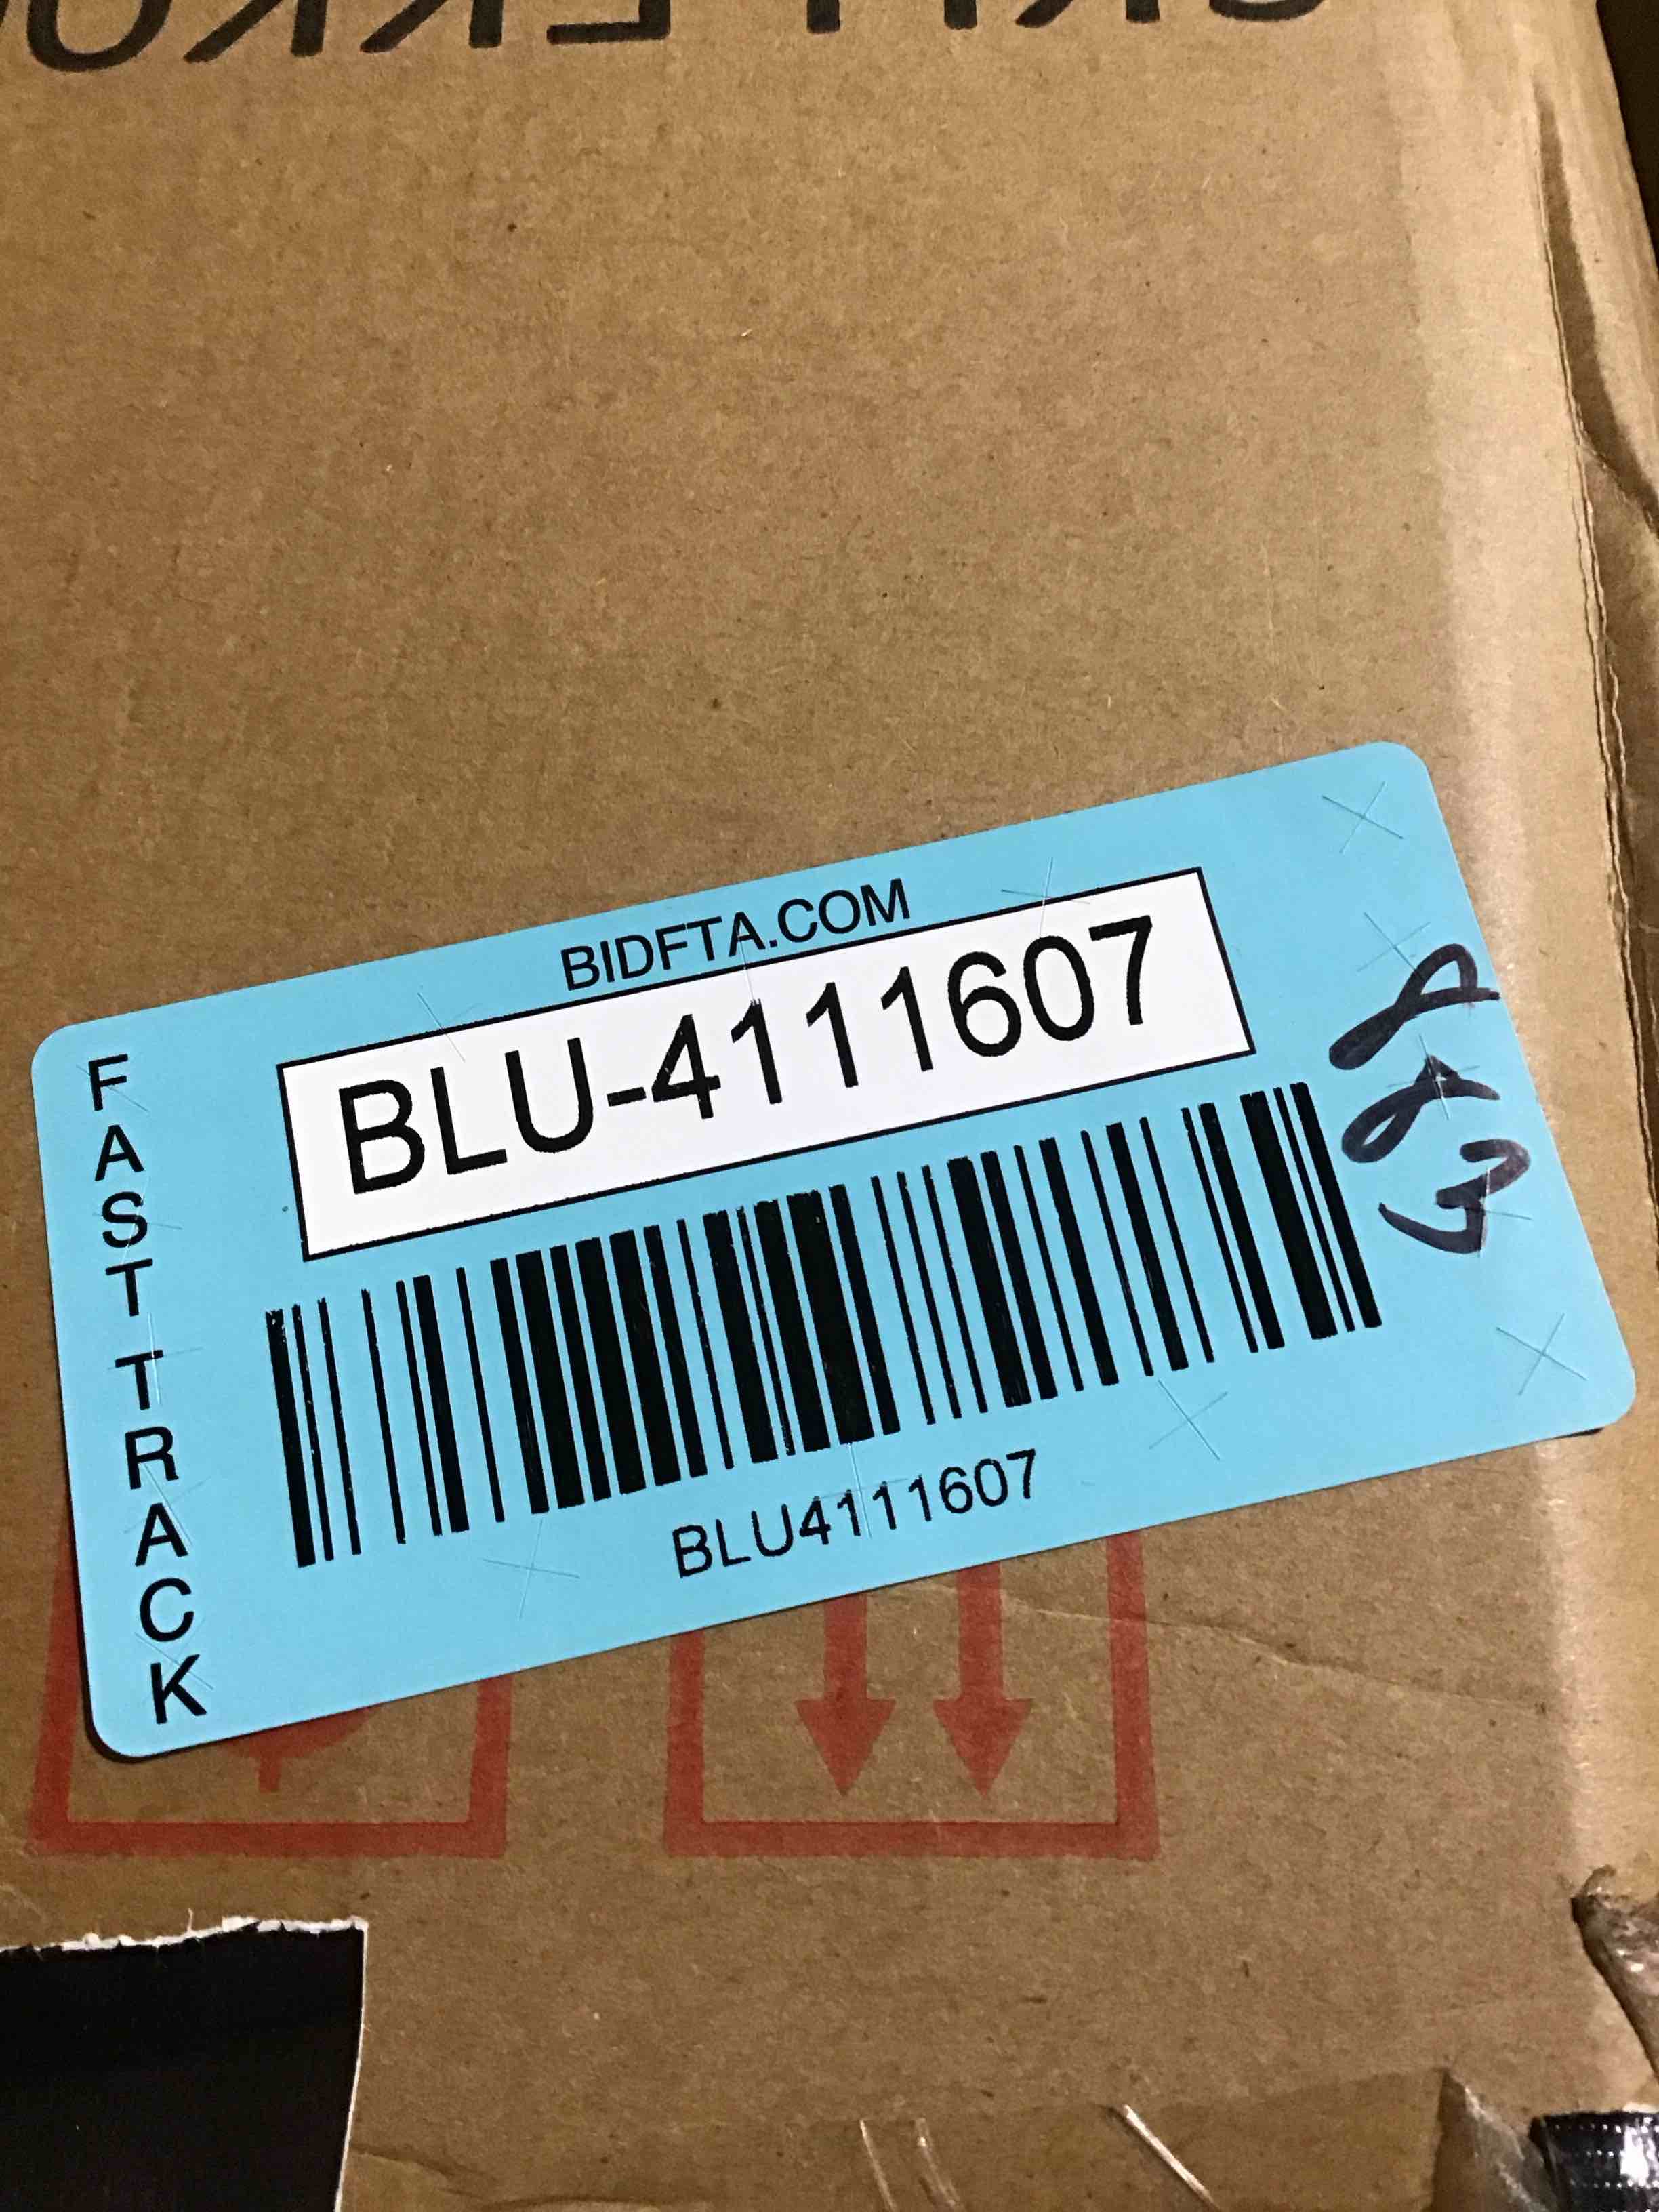 BIDFTA.COM
BLU-4111607
BLU4111607
FAST TRACK
883